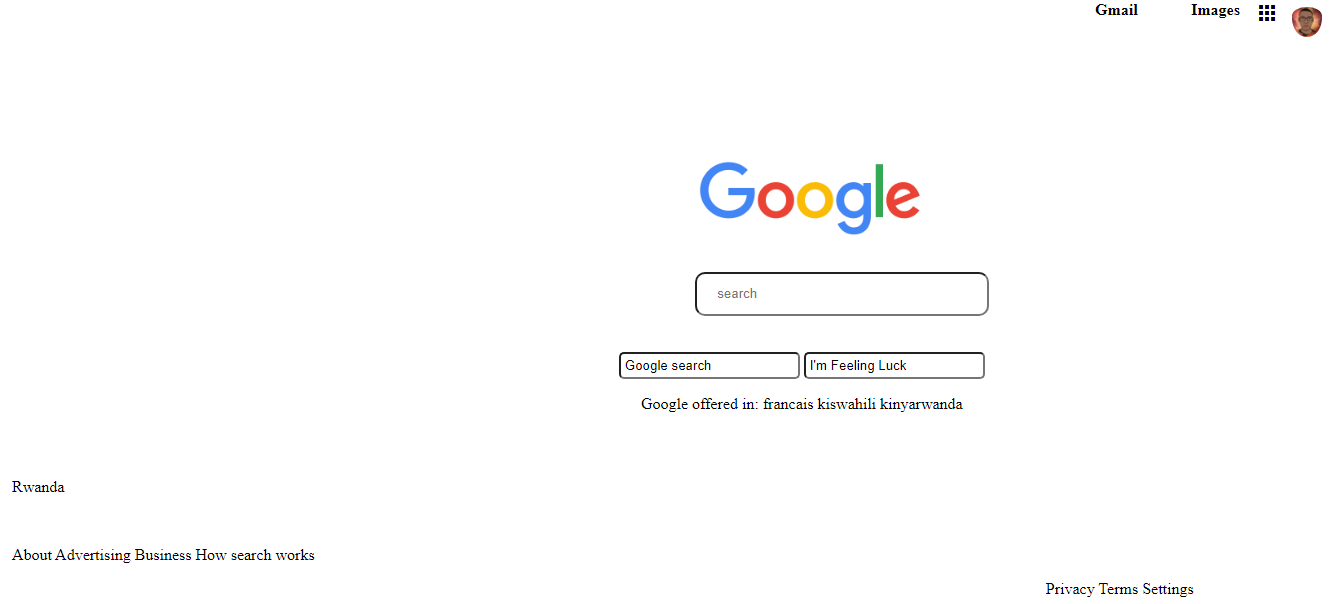 Gmail Images
Google
search
Google search I'm Feeling Luck
Google offered in: francais kiswahili kinyarwanda
Rwanda
About Advertising Business How search works
Privacy Terms Settings